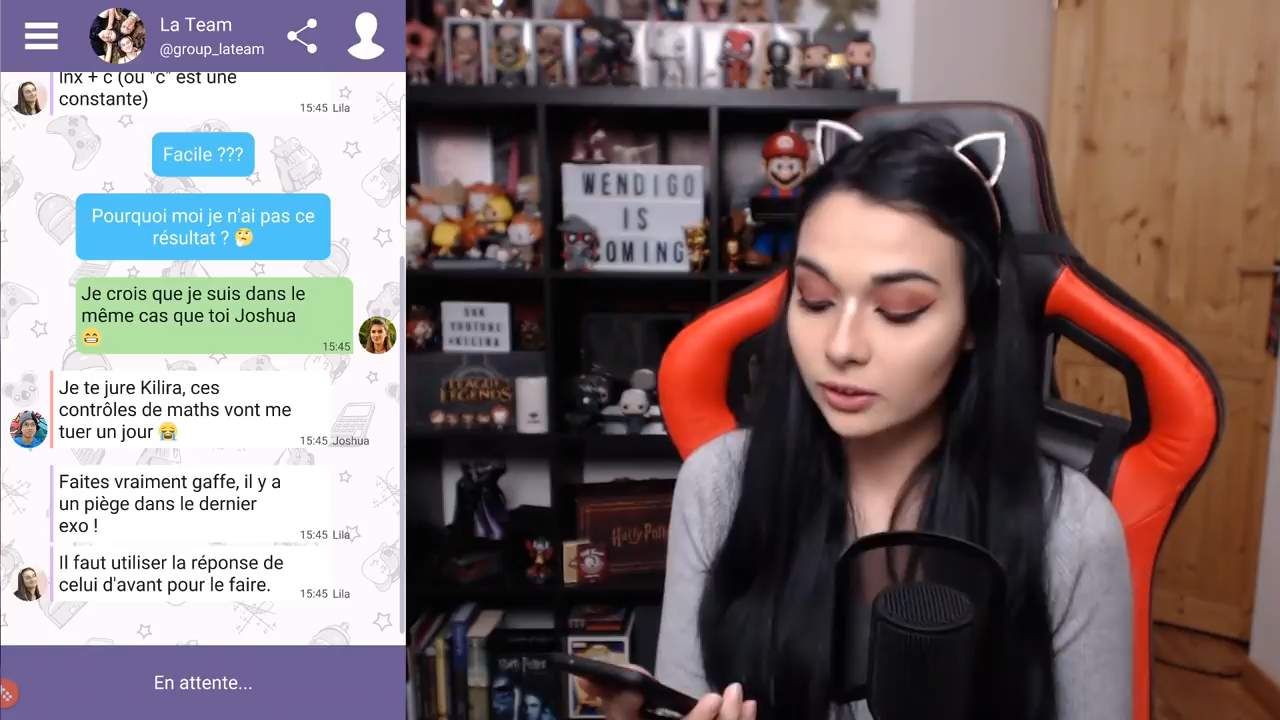 La Team
@group_lateam
lnx + c (où "c" est une
constante)
15:45 Lila
Facile ???
Pourquoi moi je n'ai pas ce
résultat ? 🤔
Je crois que je suis dans le
même cas que toi Joshua
😁
15:45
Je te jure Kilira, ces
contrôles de maths vont me
tuer un jour 😭
15:45 Joshua
Faites vraiment gaffe, il y a
un piège dans le dernier
exo !
15:45 Lila
Il faut utiliser la réponse de
celui d'avant pour le faire.
15:45 Lila
En attente...
WENDIGO
IS
COMING
OUR
YOUTUBE
#KILIRA
LEAGUE OF
LEGENDS
HARRY POTTER